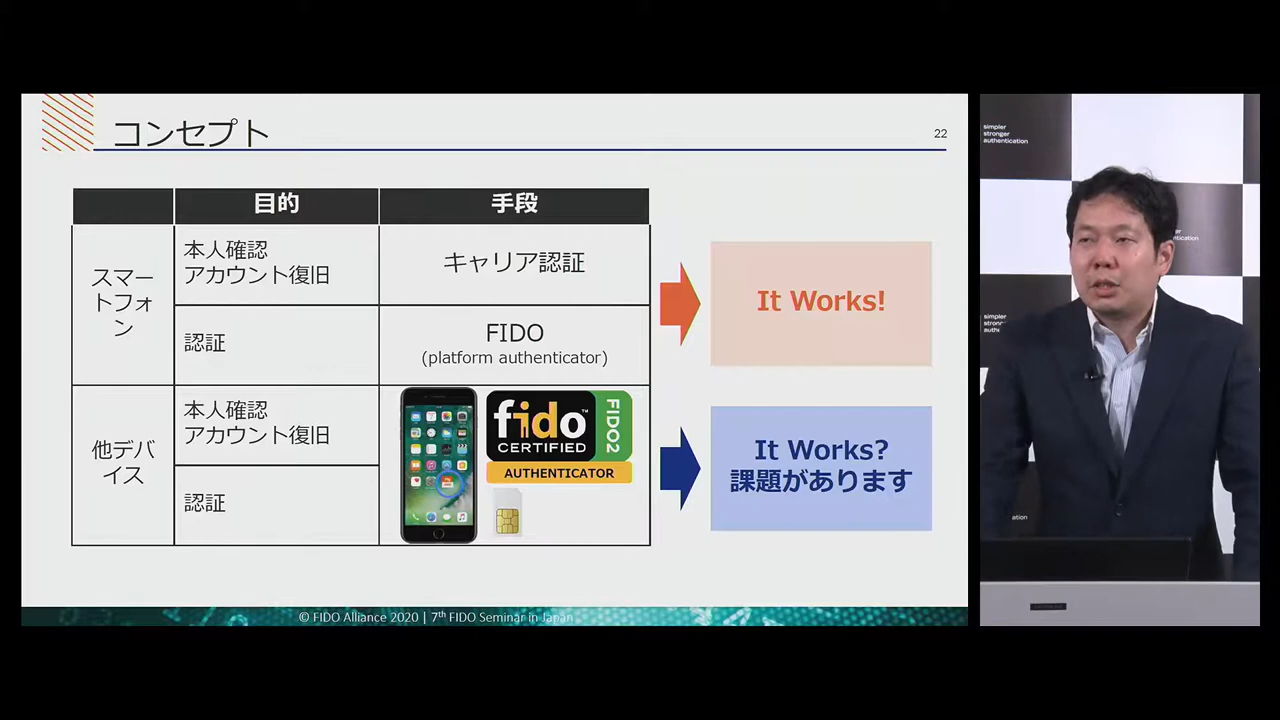 コンセプト
22
目的
手段
スマー
トフォ
ン
本人確認
アカウント復旧
キャリア認証
認証
FIDO
(platform authenticator)
It Works!
他デバ
イス
本人確認
アカウント復旧
認証
fido™
CERTIFIED
FIDO2
AUTHENTICATOR
It Works?
課題があります
© FIDO Alliance 2020 | 7th FIDO Seminar in Japan
simpler
stronger
authentication